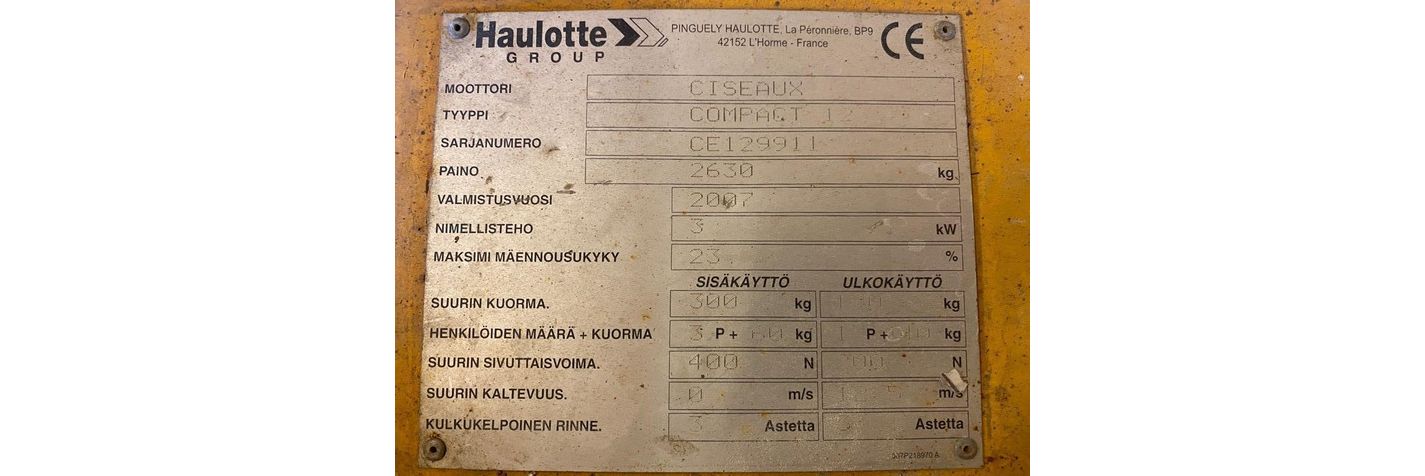 Haulotte
GROUP
PINGUELY HAULOTTE, La Péronnière, BP9
42152 L'Horme - France
CE
MOOTTORI CISEAUX
TYYPPI COMPACT 12
SARJANUMERO CE129911
PAINO 2630 kg
VALMISTUSVUOSI 2007
NIMELLISTEHO 3 kW
MAKSIMI MÄENNOUSUKYKY 23 %
SISÄKÄYTTÖ ULKOKÄYTTÖ
SUURIN KUORMA. 300 kg kg
HENKILÖIDEN MÄÄRÄ + KUORMA 3 P + 60 kg 1 P + kg
SUURIN SIVUTTAISVOIMA. 400 N N
SUURIN KALTEVUUS. 0 m/s m/s
KULKUKELPOINEN RINNE. 3 Astetta Astetta